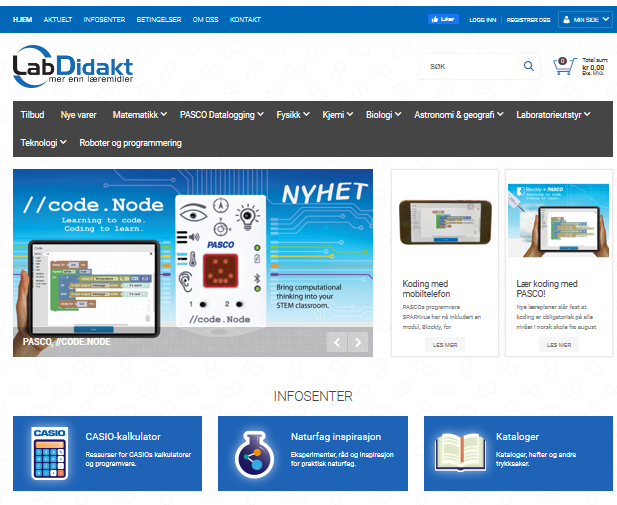 HJEM AKTUELT INFOSENTER BETINGELSER OM OSS KONTAKT Liker LOGG INN REGISTRER DEG MIN SIDE
LabDidakt
mer enn læremidler
SØK
0
Total sum:
kr 0,00
Eks. MVA.
Tilbud Nye varer Matematikk PASCO Datalogging Fysikk Kjemi Biologi Astronomi & geografi Laboratorieutstyr
Teknologi Roboter og programmering
//code.Node
Learning to code.
Coding to learn.
NYHET
PASCO
Bring computational
thinking into your
STEM classroom.
1 2
//code.Node
PASCO, //CODE.NODE
Koding med
mobiltelefon
PASCOs programvare
SPARKvue har nå inkludert en
modul, Blockly, for
LES MER
Blockly + PASCO
Lær koding med
PASCO!
Nye læreplaner slår fast at
koding er obligatorisk på alle
nivåer i norsk skole fra august
LES MER
INFOSENTER
CASIO
CASIO-kalkulator
Ressurser for CASIOs kalkulatorer
og programvare.
Naturfag inspirasjon
Eksperimenter, råd og inspirasjon
for praktisk naturfag.
Kataloger
Kataloger, hefter og andre
trykksaker.